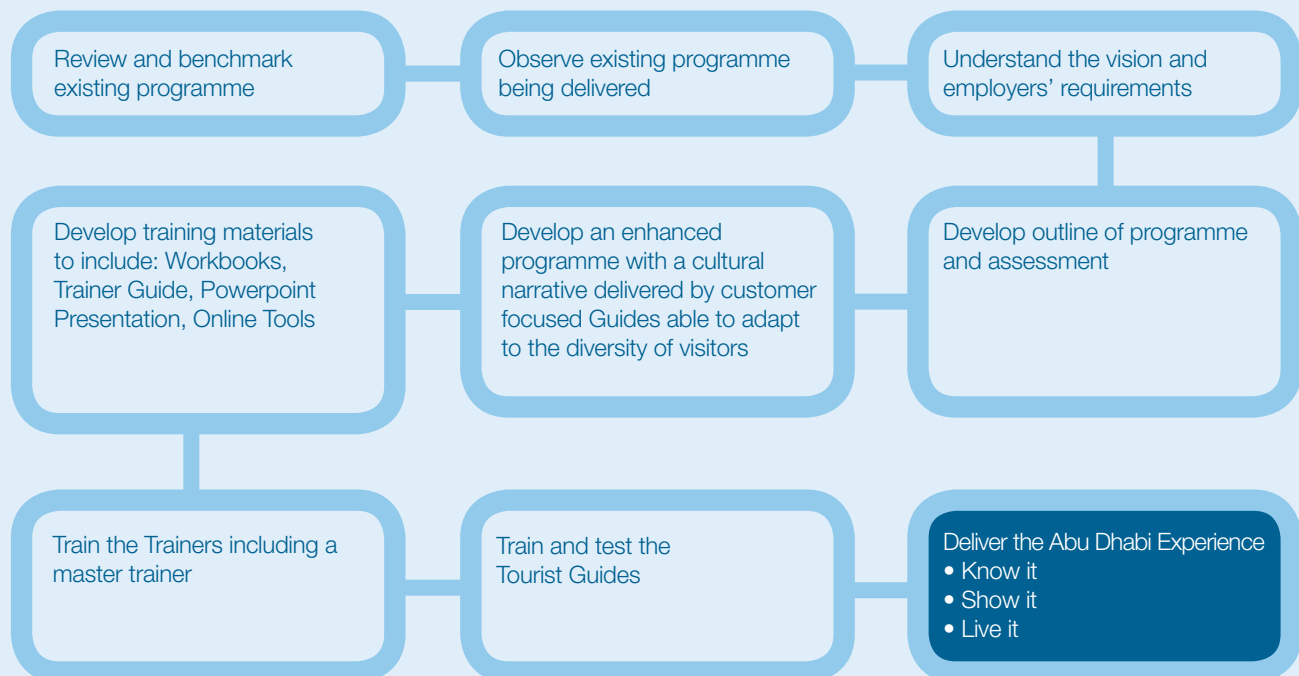 Review and benchmark
existing programme
Observe existing programme
being delivered
Understand the vision and
employers’ requirements
Develop outline of programme
and assessment
Develop an enhanced
programme with a cultural
narrative delivered by customer
focused Guides able to adapt
to the diversity of visitors
Develop training materials
to include: Workbooks,
Trainer Guide, Powerpoint
Presentation, Online Tools
Train the Trainers including a
master trainer
Train and test the
Tourist Guides
Deliver the Abu Dhabi Experience
• Know it
• Show it
• Live it